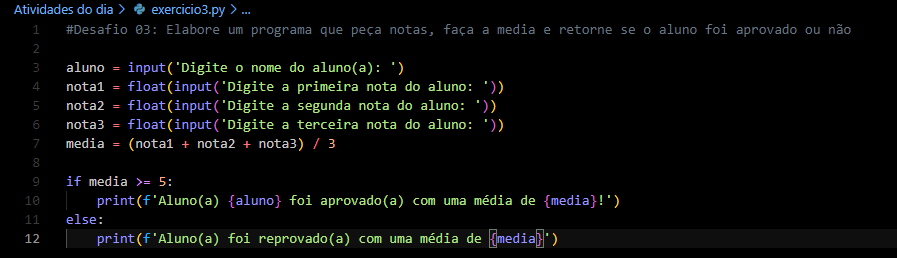 Atividades do dia > exercicio3.py > ...
1 #Desafio 03: Elabore um programa que peça notas, faça a media e retorne se o aluno foi aprovado ou não
2
3 aluno = input('Digite o nome do aluno(a): ')
4 nota1 = float(input('Digite a primeira nota do aluno: '))
5 nota2 = float(input('Digite a segunda nota do aluno: '))
6 nota3 = float(input('Digite a terceira nota do aluno: '))
7 media = (nota1 + nota2 + nota3) / 3
8
9 if media >= 5:
10     print(f'Aluno(a) {aluno} foi aprovado(a) com uma média de {media}!')
11 else:
12     print(f'Aluno(a) foi reprovado(a) com uma média de {media}')